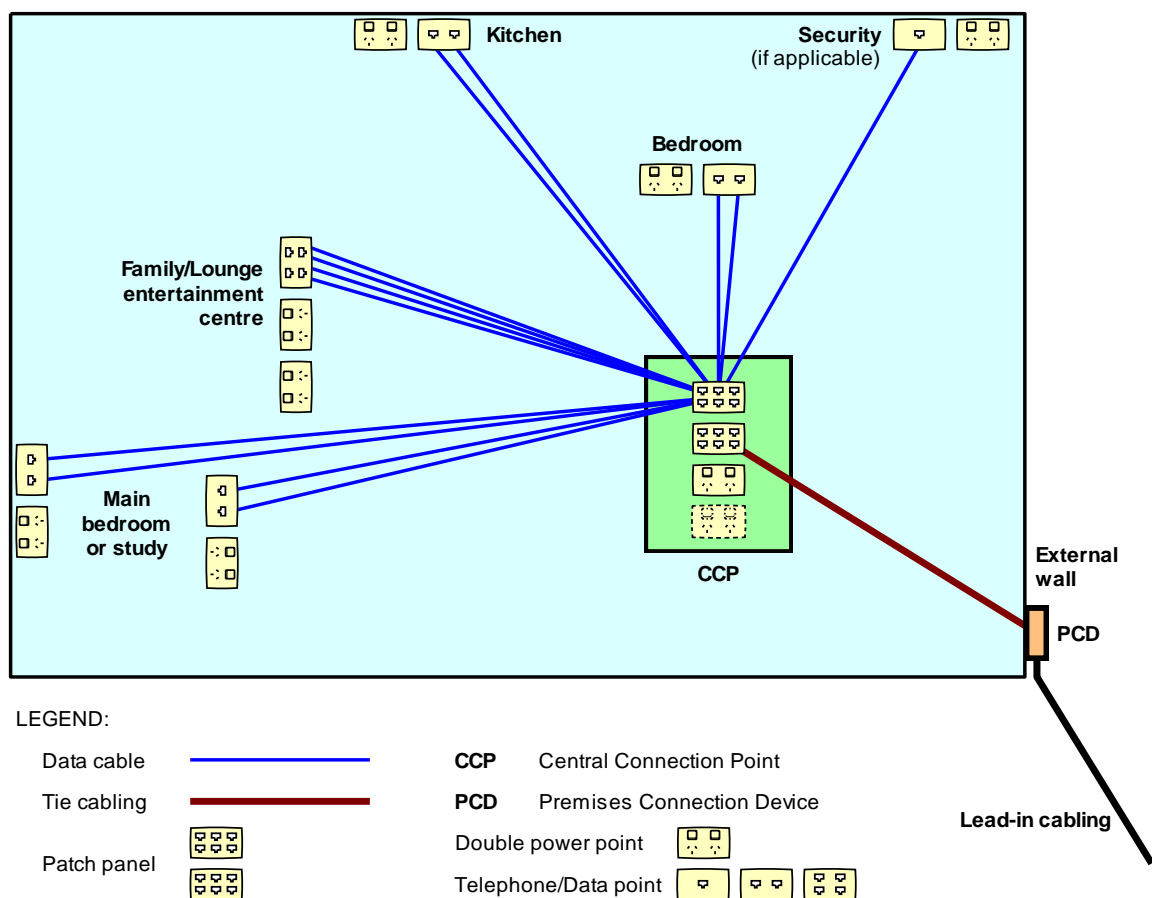 Kitchen
Security
(if applicable)
Bedroom
Family/Lounge
entertainment
centre
Main
bedroom
or study
CCP
External
wall
PCD
LEGEND:
Data cable
CCP Central Connection Point
Tie cabling
PCD Premises Connection Device
Lead-in cabling
Patch panel
Double power point
Telephone/Data point